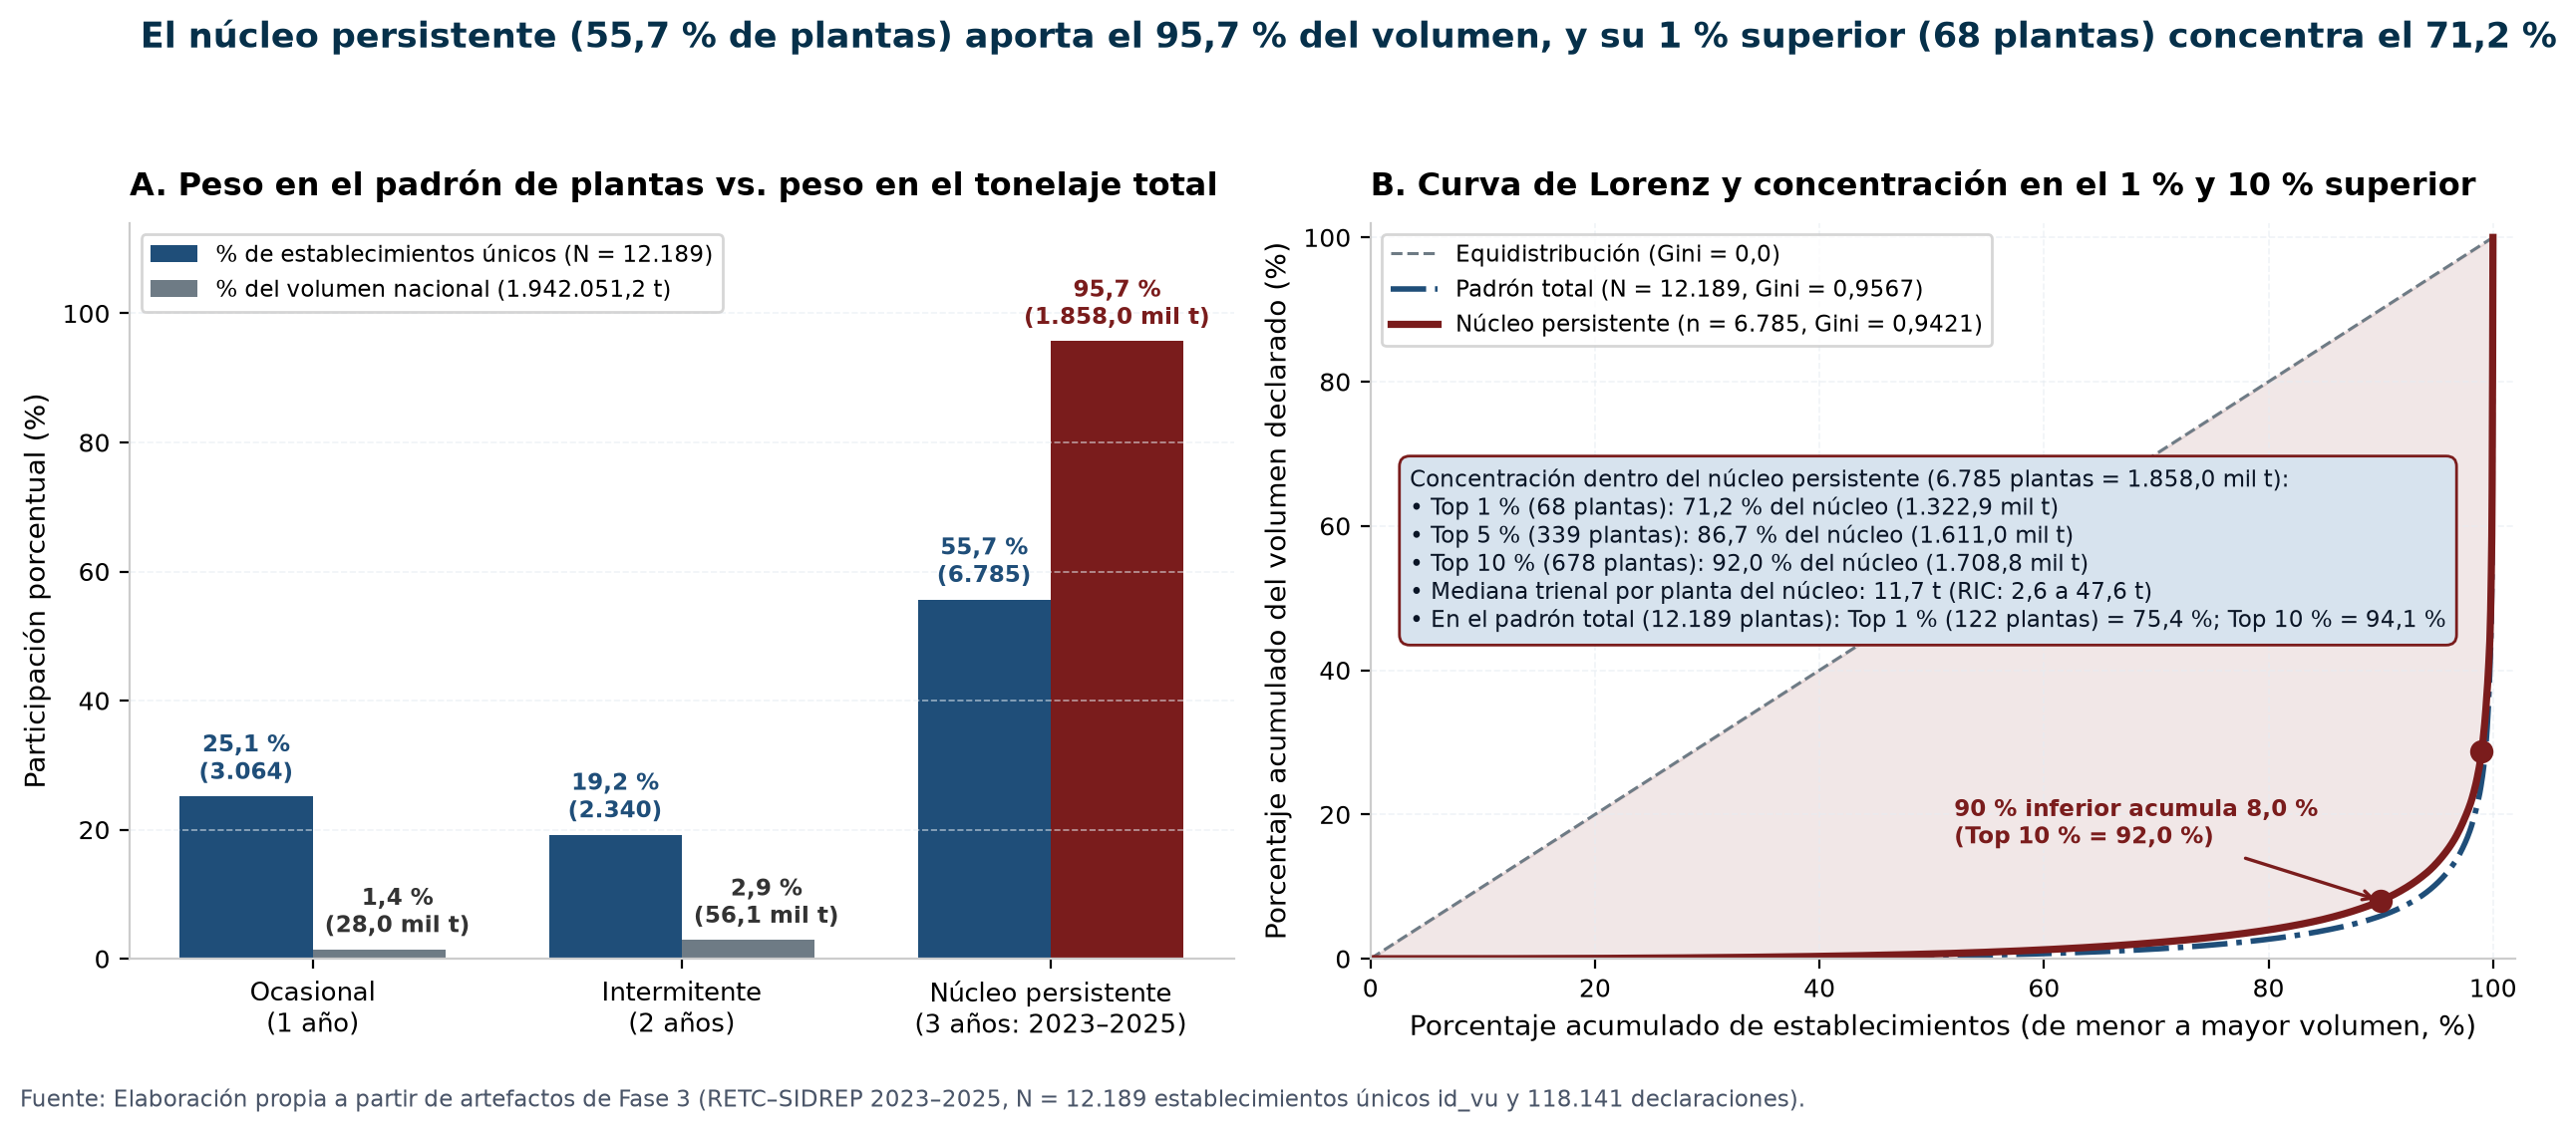 El núcleo persistente (55,7 % de plantas) aporta el 95,7 % del volumen, y su 1 % superior (68 plantas) concentra el 71,2 %
A. Peso en el padrón de plantas vs. peso en el tonelaje total
% de establecimientos únicos (N = 12.189)
% del volumen nacional (1.942.051,2 t)
Participación porcentual (%)
100
80
60
40
20
0
25,1 %
(3.064)
1,4 %
(28,0 mil t)
19,2 %
(2.340)
2,9 %
(56,1 mil t)
55,7 %
(6.785)
95,7 %
(1.858,0 mil t)
Ocasional
(1 año)
Intermitente
(2 años)
Núcleo persistente
(3 años: 2023–2025)
B. Curva de Lorenz y concentración en el 1 % y 10 % superior
Equidistribución (Gini = 0,0)
Padrón total (N = 12.189, Gini = 0,9567)
Núcleo persistente (n = 6.785, Gini = 0,9421)
Porcentaje acumulado del volumen declarado (%)
100
80
60
40
20
0
Concentración dentro del núcleo persistente (6.785 plantas = 1.858,0 mil t):
• Top 1 % (68 plantas): 71,2 % del núcleo (1.322,9 mil t)
• Top 5 % (339 plantas): 86,7 % del núcleo (1.611,0 mil t)
• Top 10 % (678 plantas): 92,0 % del núcleo (1.708,8 mil t)
• Mediana trienal por planta del núcleo: 11,7 t (RIC: 2,6 a 47,6 t)
• En el padrón total (12.189 plantas): Top 1 % (122 plantas) = 75,4 %; Top 10 % = 94,1 %
90 % inferior acumula 8,0 %
(Top 10 % = 92,0 %)
0
20
40
60
80
100
Porcentaje acumulado de establecimientos (de menor a mayor volumen, %)
Fuente: Elaboración propia a partir de artefactos de Fase 3 (RETC–SIDREP 2023–2025, N = 12.189 establecimientos únicos id_vu y 118.141 declaraciones).